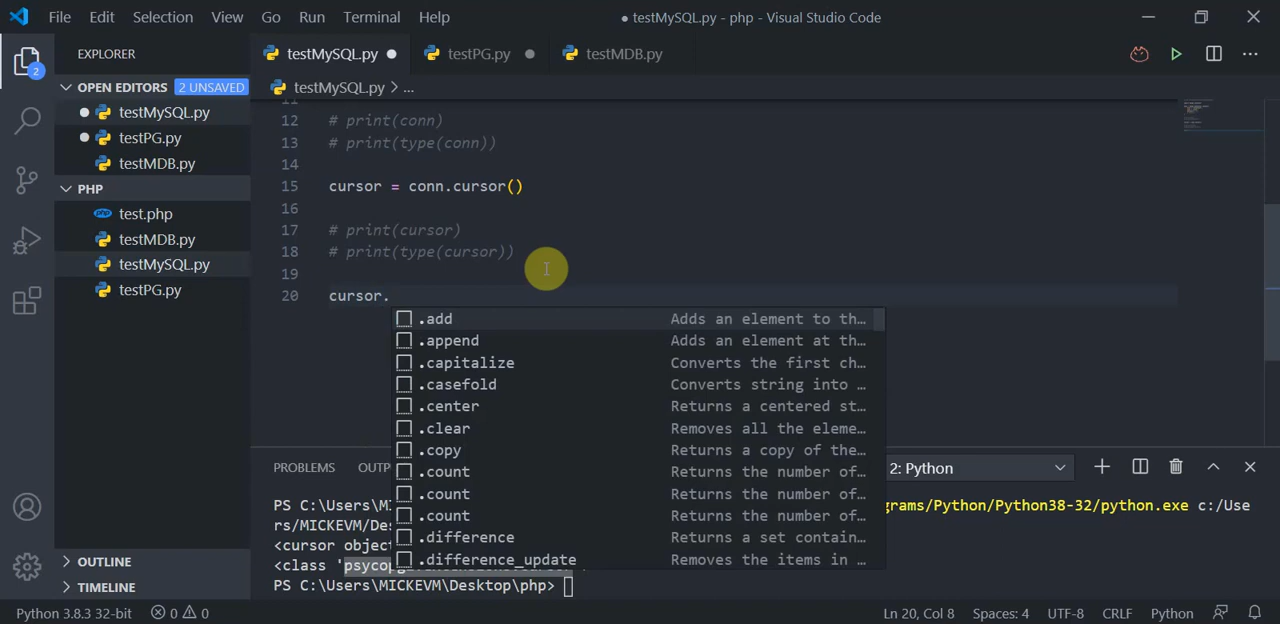 File Edit Selection View Go Run Terminal Help ● testMySQL.py - php - Visual Studio Code
EXPLORER
testMySQL.py
testPG.py
testMDB.py
OPEN EDITORS 2 UNSAVED
testMySQL.py > ...
testMySQL.py
testPG.py
testMDB.py
PHP
test.php
testMDB.py
testMySQL.py
testPG.py
OUTLINE
TIMELINE
2
11
12 # print(conn)
13 # print(type(conn))
14
15 cursor = conn.cursor()
16
17 # print(cursor)
18 # print(type(cursor))
19
20 cursor.
.add Adds an element to th…
.append Adds an element at th…
.capitalize Converts the first ch…
.casefold Converts string into …
.center Returns a centered st…
.clear Removes all the eleme…
.copy Returns a copy of the…
.count Returns the number of…
.count Returns the number of…
.count Returns the number of…
.difference Returns a set contain…
.difference_update Removes the items in …
PROBLEMS OUTP 2: Python
PS C:\Users\MI grams/Python/Python38-32/python.exe c:/Use
rs/MICKEVM/Des
<cursor objec
<class 'psycop
PS C:\Users\MICKEVM\Desktop\php>
Python 3.8.3 32-bit 0 0 Ln 20, Col 8 Spaces: 4 UTF-8 CRLF Python